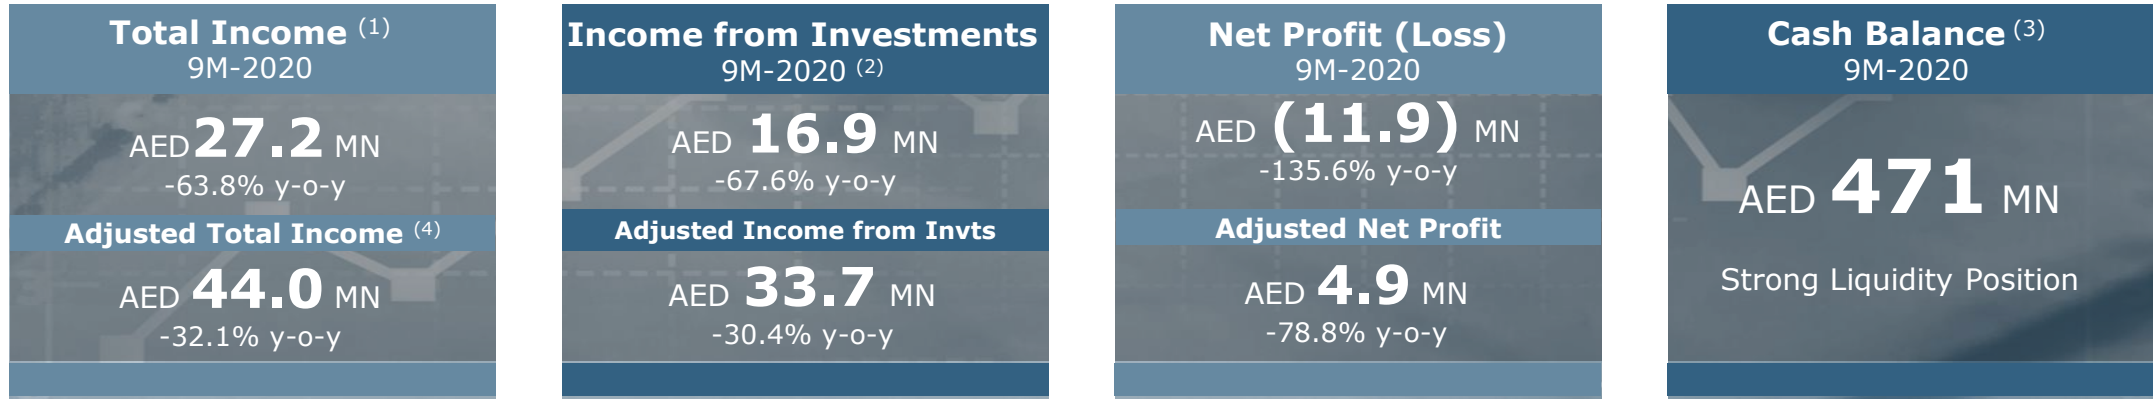 Total Income (1)
9M-2020
AED 27.2 MN
-63.8% y-o-y
Adjusted Total Income (4)
AED 44.0 MN
-32.1% y-o-y
Income from Investments
9M-2020 (2)
AED 16.9 MN
-67.6% y-o-y
Adjusted Income from Invts
AED 33.7 MN
-30.4% y-o-y
Net Profit (Loss)
9M-2020
AED (11.9) MN
-135.6% y-o-y
Adjusted Net Profit
AED 4.9 MN
-78.8% y-o-y
Cash Balance (3)
9M-2020
AED 471 MN
Strong Liquidity Position